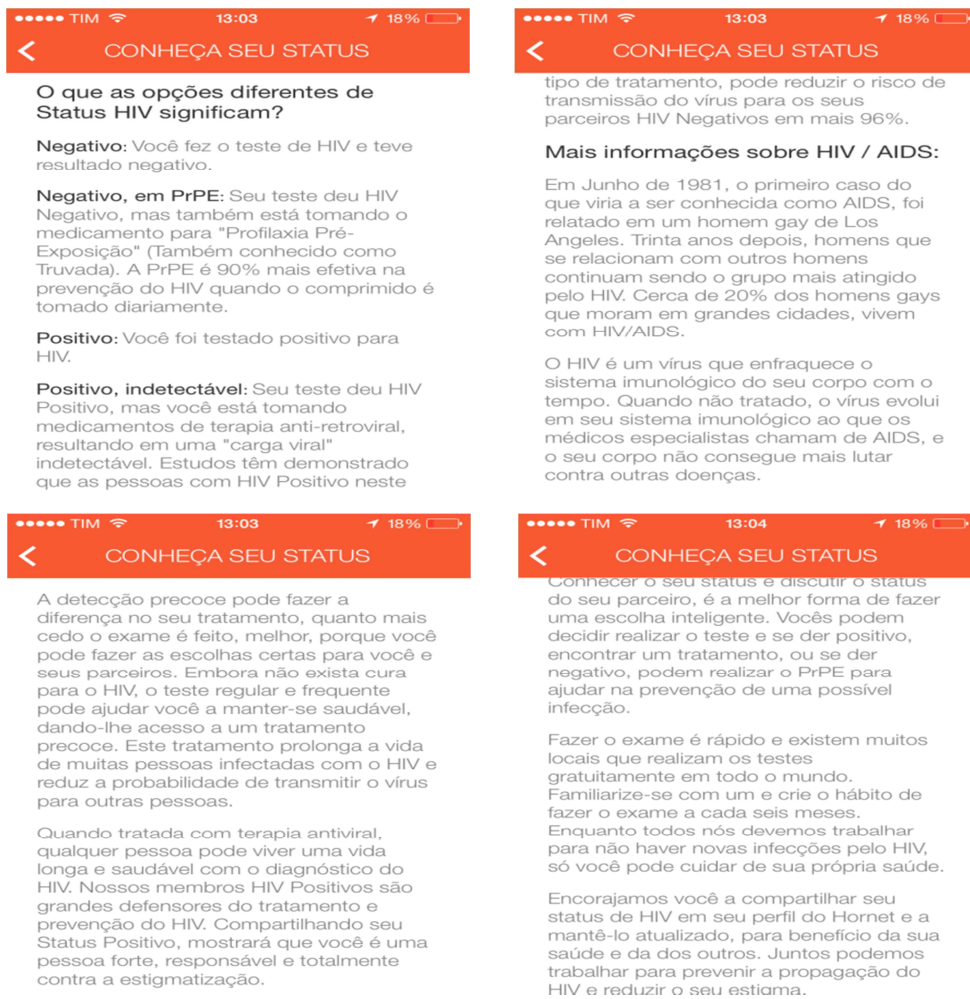 ●●●●● TIM 13:03 18%
CONHEÇA SEU STATUS
O que as opções diferentes de
Status HIV significam?
Negativo: Você fez o teste de HIV e teve
resultado negativo.
Negativo, em PrPE: Seu teste deu HIV
Negativo, mas também está tomando o
medicamento para "Profilaxia Pré-
Exposição" (Também conhecido como
Truvada). A PrPE é 90% mais efetiva na
prevenção do HIV quando o comprimido é
tomado diariamente.
Positivo: Você foi testado positivo para
HIV.
Positivo, indetectável: Seu teste deu HIV
Positivo, mas você está tomando
medicamentos de terapia anti-retroviral,
resultando em uma "carga viral"
indetectável. Estudos têm demonstrado
que as pessoas com HIV Positivo neste
●●●●● TIM 13:03 18%
CONHEÇA SEU STATUS
tipo de tratamento, pode reduzir o risco de
transmissão do vírus para os seus
parceiros HIV Negativos em mais 96%.
Mais informações sobre HIV / AIDS:
Em Junho de 1981, o primeiro caso do
que viria a ser conhecida como AIDS, foi
relatado em um homem gay de Los
Angeles. Trinta anos depois, homens que
se relacionam com outros homens
continuam sendo o grupo mais atingido
pelo HIV. Cerca de 20% dos homens gays
que moram em grandes cidades, vivem
com HIV/AIDS.
O HIV é um vírus que enfraquece o
sistema imunológico do seu corpo com o
tempo. Quando não tratado, o vírus evolui
em seu sistema imunológico ao que os
médicos especialistas chamam de AIDS, e
o seu corpo não consegue mais lutar
contra outras doenças.
●●●●● TIM 13:03 18%
CONHEÇA SEU STATUS
A detecção precoce pode fazer a
diferença no seu tratamento, quanto mais
cedo o exame é feito, melhor, porque você
pode fazer as escolhas certas para você e
seus parceiros. Embora não exista cura
para o HIV, o teste regular e frequente
pode ajudar você a manter-se saudável,
dando-lhe acesso a um tratamento
precoce. Este tratamento prolonga a vida
de muitas pessoas infectadas com o HIV e
reduz a probabilidade de transmitir o vírus
para outras pessoas.
Quando tratada com terapia antiviral,
qualquer pessoa pode viver uma vida
longa e saudável com o diagnóstico do
HIV. Nossos membros HIV Positivos são
grandes defensores do tratamento e
prevenção do HIV. Compartilhando seu
Status Positivo, mostrará que você é uma
pessoa forte, responsável e totalmente
contra a estigmatização.
●●●●● TIM 13:04 18%
CONHEÇA SEU STATUS
Conhecer o seu status e discutir o status
do seu parceiro, é a melhor forma de fazer
uma escolha inteligente. Vocês podem
decidir realizar o teste e se der positivo,
encontrar um tratamento, ou se der
negativo, podem realizar o PrPE para
ajudar na prevenção de uma possível
infecção.
Fazer o exame é rápido e existem muitos
locais que realizam os testes
gratuitamente em todo o mundo.
Familiarize-se com um e crie o hábito de
fazer o exame a cada seis meses.
Enquanto todos nós devemos trabalhar
para não haver novas infecções pelo HIV,
só você pode cuidar de sua própria saúde.
Encorajamos você a compartilhar seu
status de HIV em seu perfil do Hornet e a
mantê-lo atualizado, para benefício da sua
saúde e da dos outros. Juntos podemos
trabalhar para prevenir a propagação do
HIV e reduzir o seu estigma.